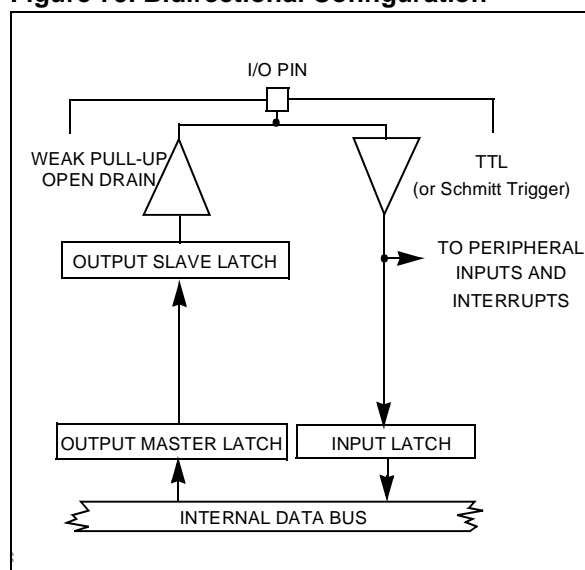 Figure Bidirectional Configuration
I/O PIN
WEAK PULL-UP
OPEN DRAIN
TTL
(or Schmitt Trigger)
OUTPUT SLAVE LATCH
TO PERIPHERAL
INPUTS AND
INTERRUPTS
OUTPUT MASTER LATCH
INPUT LATCH
INTERNAL DATA BUS